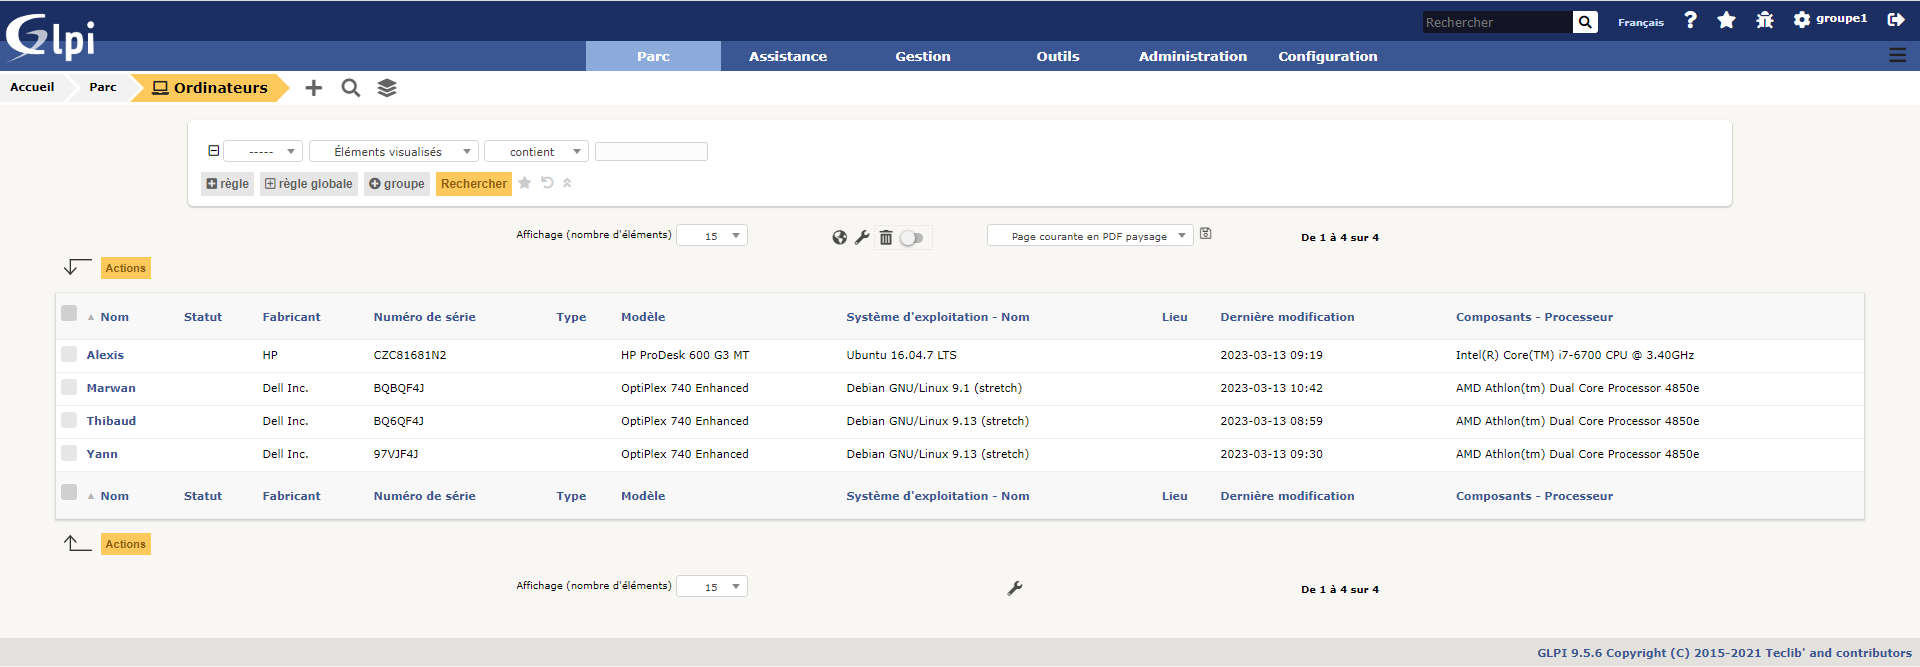 Glpi
Rechercher
Français
groupe1
Parc Assistance Gestion Outils Administration Configuration
Accueil Parc Ordinateurs
----- Éléments visualisés contient
règle règle globale groupe Rechercher
Affichage (nombre d'éléments) 15 Page courante en PDF paysage De 1 à 4 sur 4
Actions
Nom Statut Fabricant Numéro de série Type Modèle Système d'exploitation - Nom Lieu Dernière modification Composants - Processeur
Alexis HP CZC81681N2 HP ProDesk 600 G3 MT Ubuntu 16.04.7 LTS 2023-03-13 09:19 Intel(R) Core(TM) i7-6700 CPU @ 3.40GHz
Marwan Dell Inc. BQBQF4J OptiPlex 740 Enhanced Debian GNU/Linux 9.1 (stretch) 2023-03-13 10:42 AMD Athlon(tm) Dual Core Processor 4850e
Thibaud Dell Inc. BQ6QF4J OptiPlex 740 Enhanced Debian GNU/Linux 9.13 (stretch) 2023-03-13 08:59 AMD Athlon(tm) Dual Core Processor 4850e
Yann Dell Inc. 97VJF4J OptiPlex 740 Enhanced Debian GNU/Linux 9.13 (stretch) 2023-03-13 09:30 AMD Athlon(tm) Dual Core Processor 4850e
Nom Statut Fabricant Numéro de série Type Modèle Système d'exploitation - Nom Lieu Dernière modification Composants - Processeur
Actions
Affichage (nombre d'éléments) 15 De 1 à 4 sur 4
GLPI 9.5.6 Copyright (C) 2015-2021 Teclib' and contributors